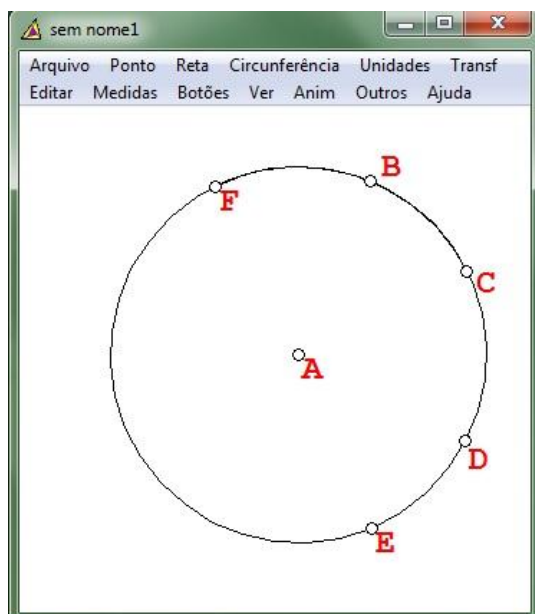 sem nome1
Arquivo Ponto Reta Circunferência Unidades Transf
Editar Medidas Botões Ver Anim Outros Ajuda
B
F
C
A
D
E